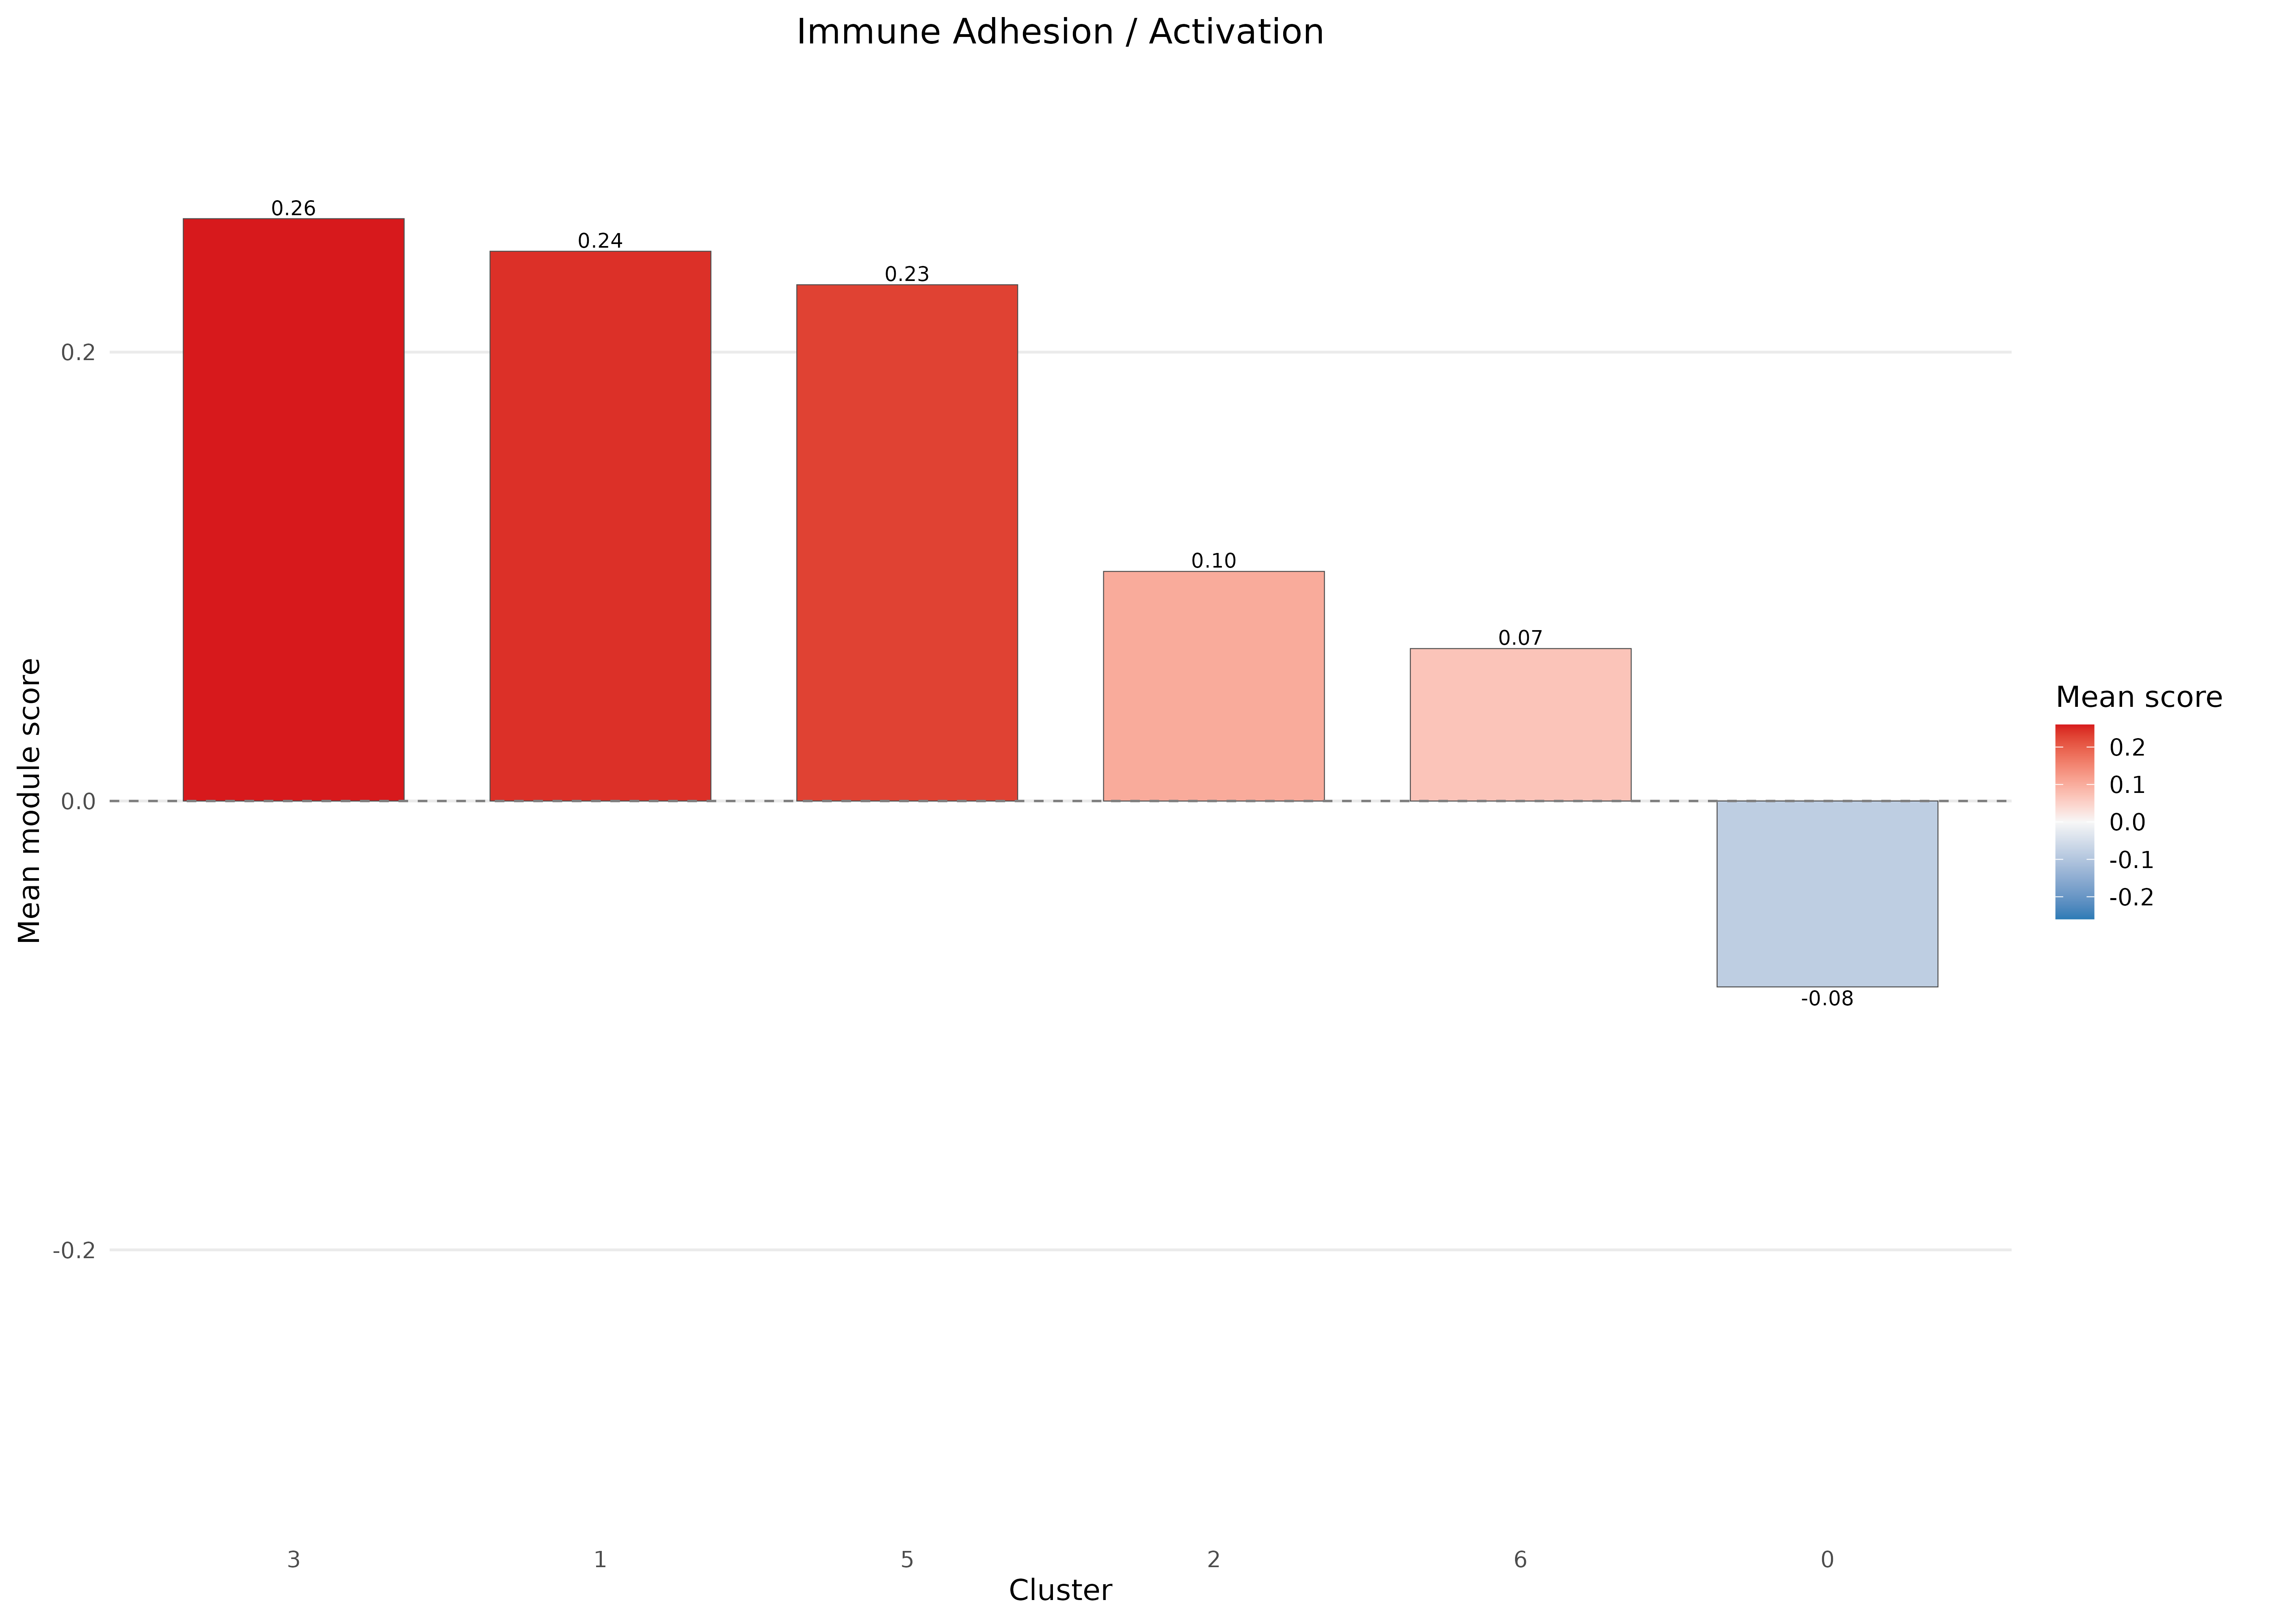 Immune Adhesion / Activation
0.26
0.24
0.23
0.10
0.07
-0.08
Mean module score
0.2
0.0
-0.2
3 1 5 2 6 0
Cluster
Mean score
0.2
0.1
0.0
-0.1
-0.2